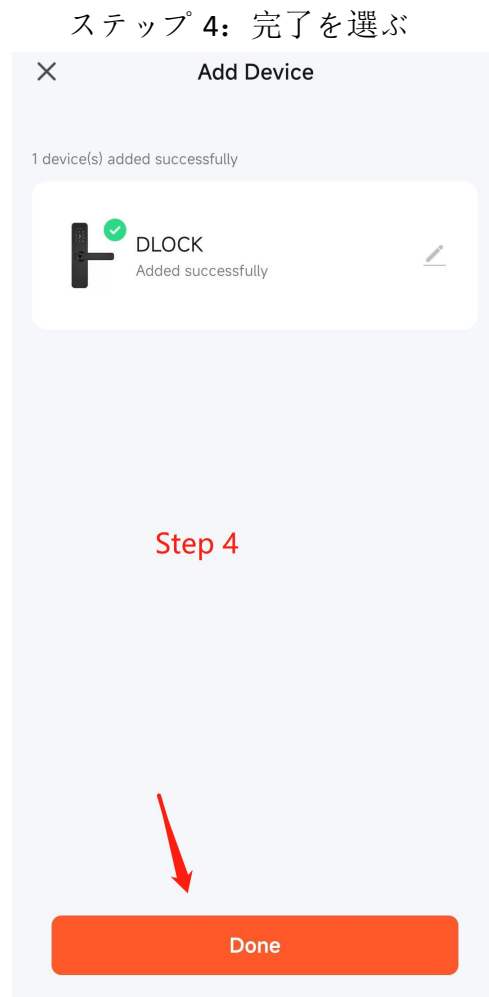 ステップ 4：完了を選ぶ
Add Device
1 device(s) added successfully
DLOCK
Added successfully
Step 4
Done